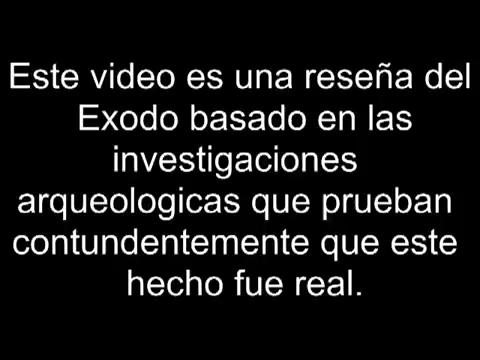 Este video es una reseña del
Exodo basado en las
investigaciones
arqueologicas que prueban
contundentemente que este
hecho fue real.